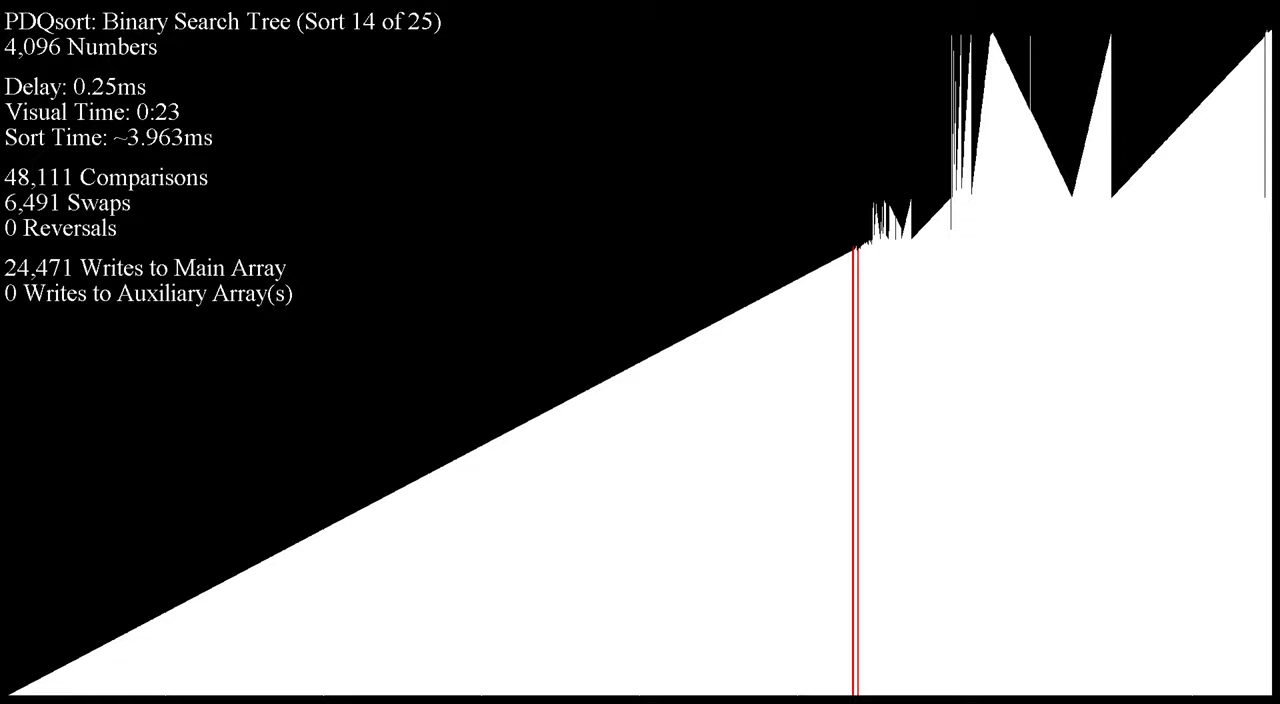 PDQsort: Binary Search Tree (Sort 14 of 25)
4,096 Numbers
Delay: 0.25ms
Visual Time: 0:23
Sort Time: ~3.963ms
48,111 Comparisons
6,491 Swaps
0 Reversals
24,471 Writes to Main Array
0 Writes to Auxiliary Array(s)